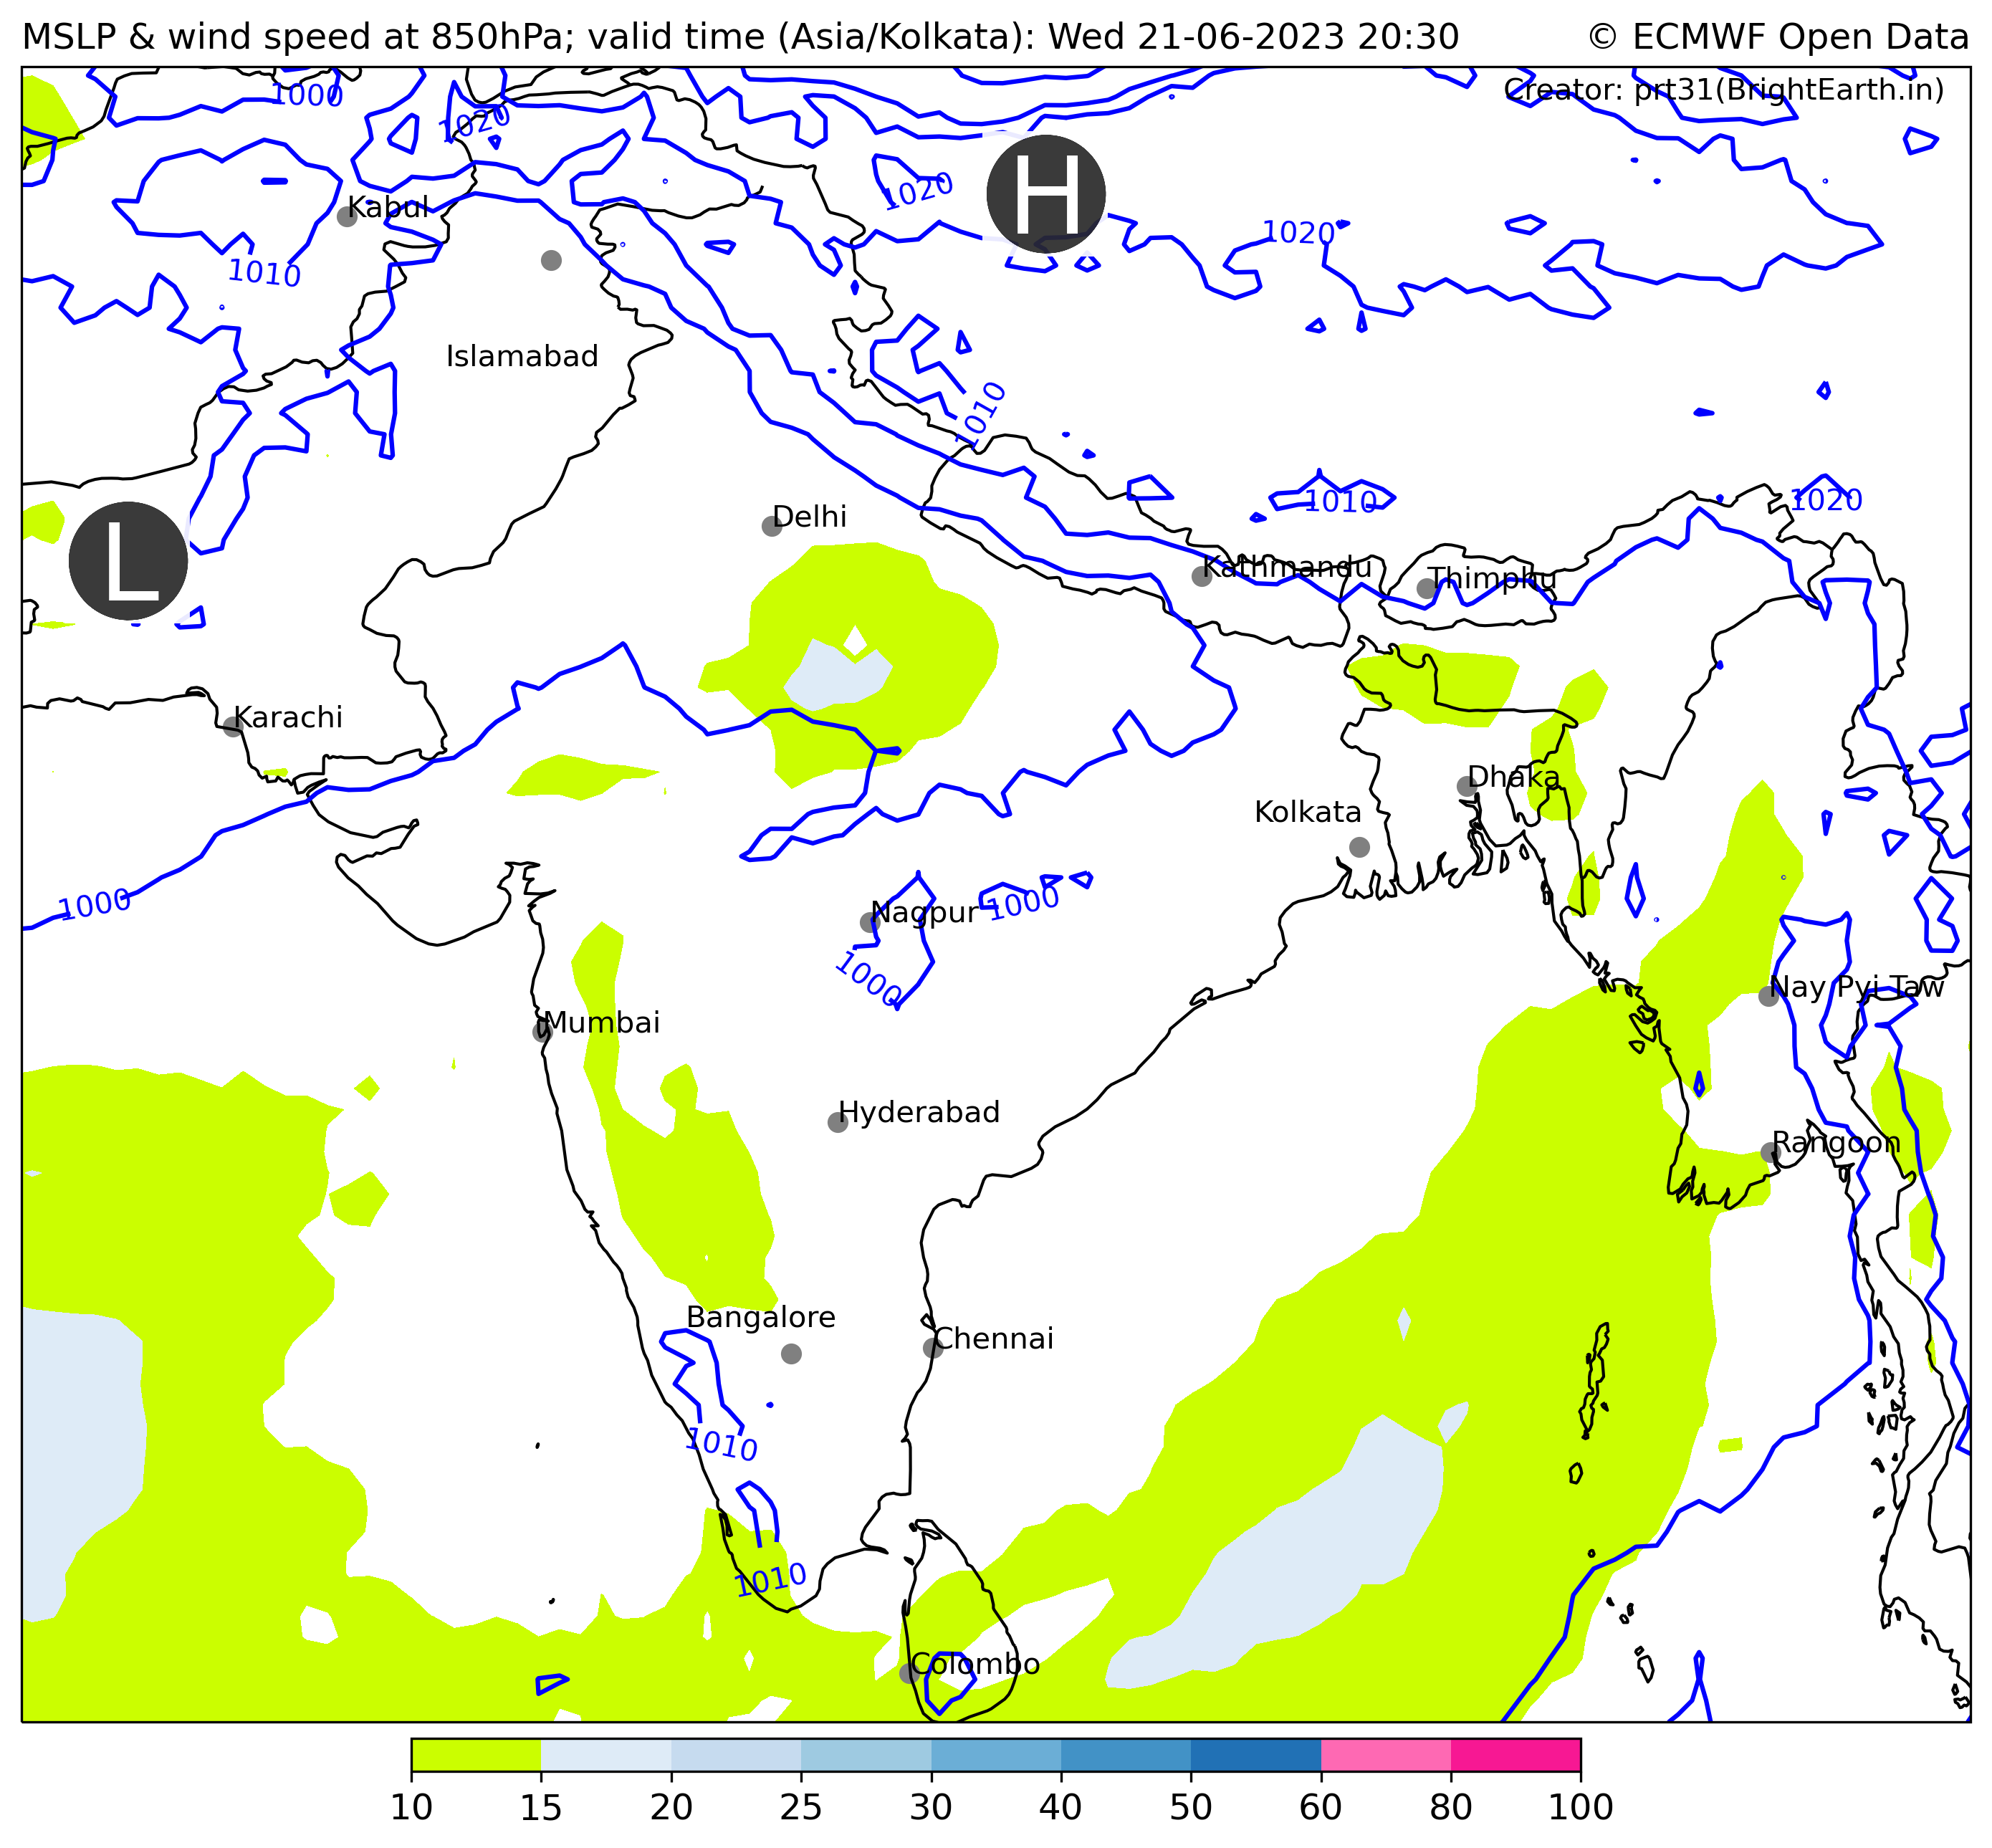 MSLP & wind speed at 850hPa; valid time (Asia/Kolkata): Wed 21-06-2023 20:30 © ECMWF Open Data
Creator: prt31(BrightEarth.in)
1000
1020
H
1020
Kabul
1020
1010
Islamabad
1010
1010
1020
Delhi
L
Kathmandu
Thimphu
Karachi
Dhaka
Kolkata
1000
Nagpur
1000
1000
Nay Pyi Taw
Mumbai
Hyderabad
Rangoon
Bangalore
Chennai
1010
1010
Colombo
10 15 20 25 30 40 50 60 80 100